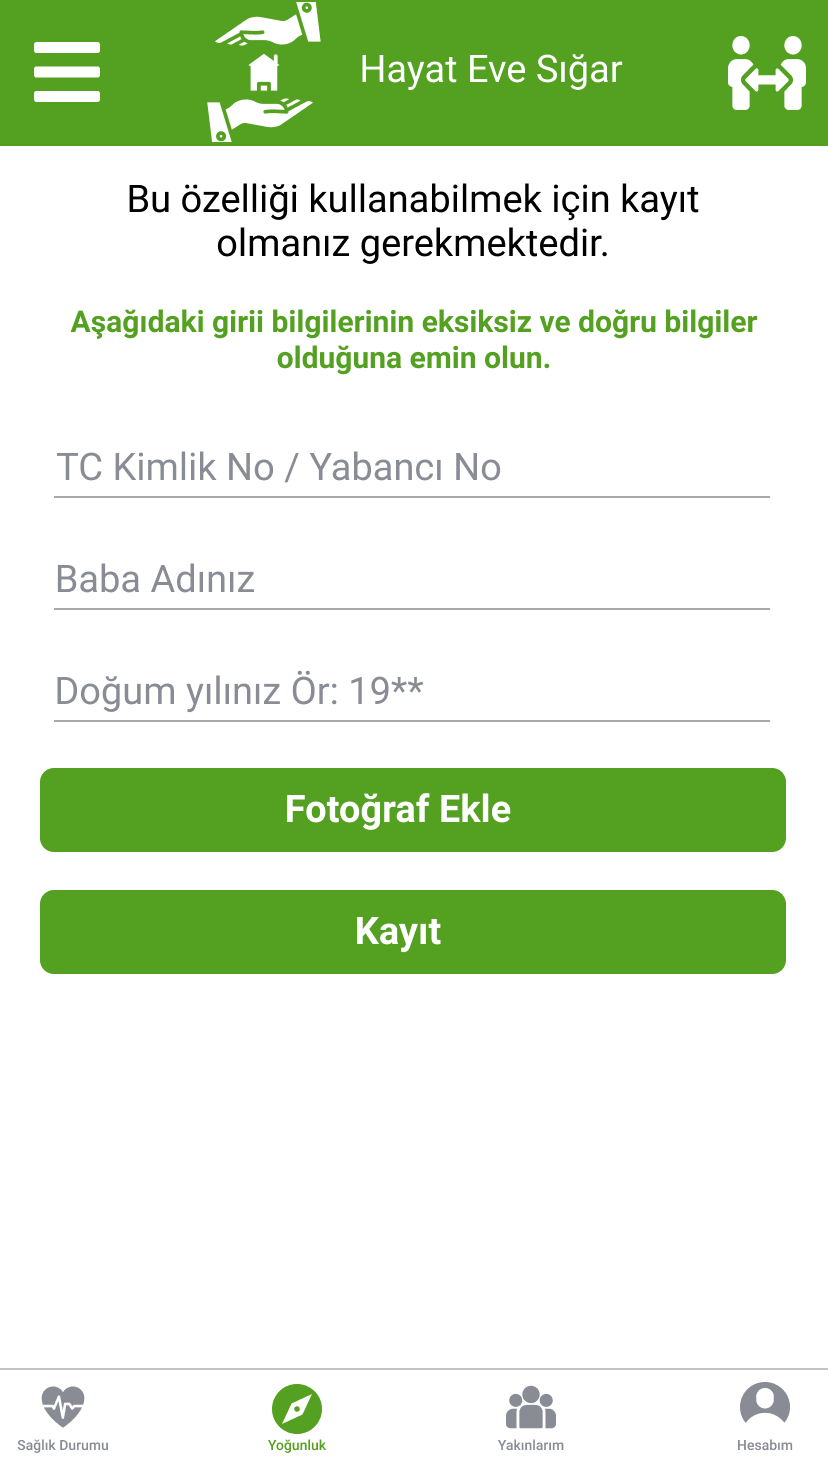 Hayat Eve Sığar
Bu özelliği kullanabilmek için kayıt
olmanız gerekmektedir.
Aşağıdaki girii bilgilerinin eksiksiz ve doğru bilgiler
olduğuna emin olun.
TC Kimlik No / Yabancı No
Baba Adınız
Doğum yılınız Ör: 19**
Fotoğraf Ekle
Kayıt
Sağlık Durumu
Yoğunluk
Yakınlarım
Hesabım